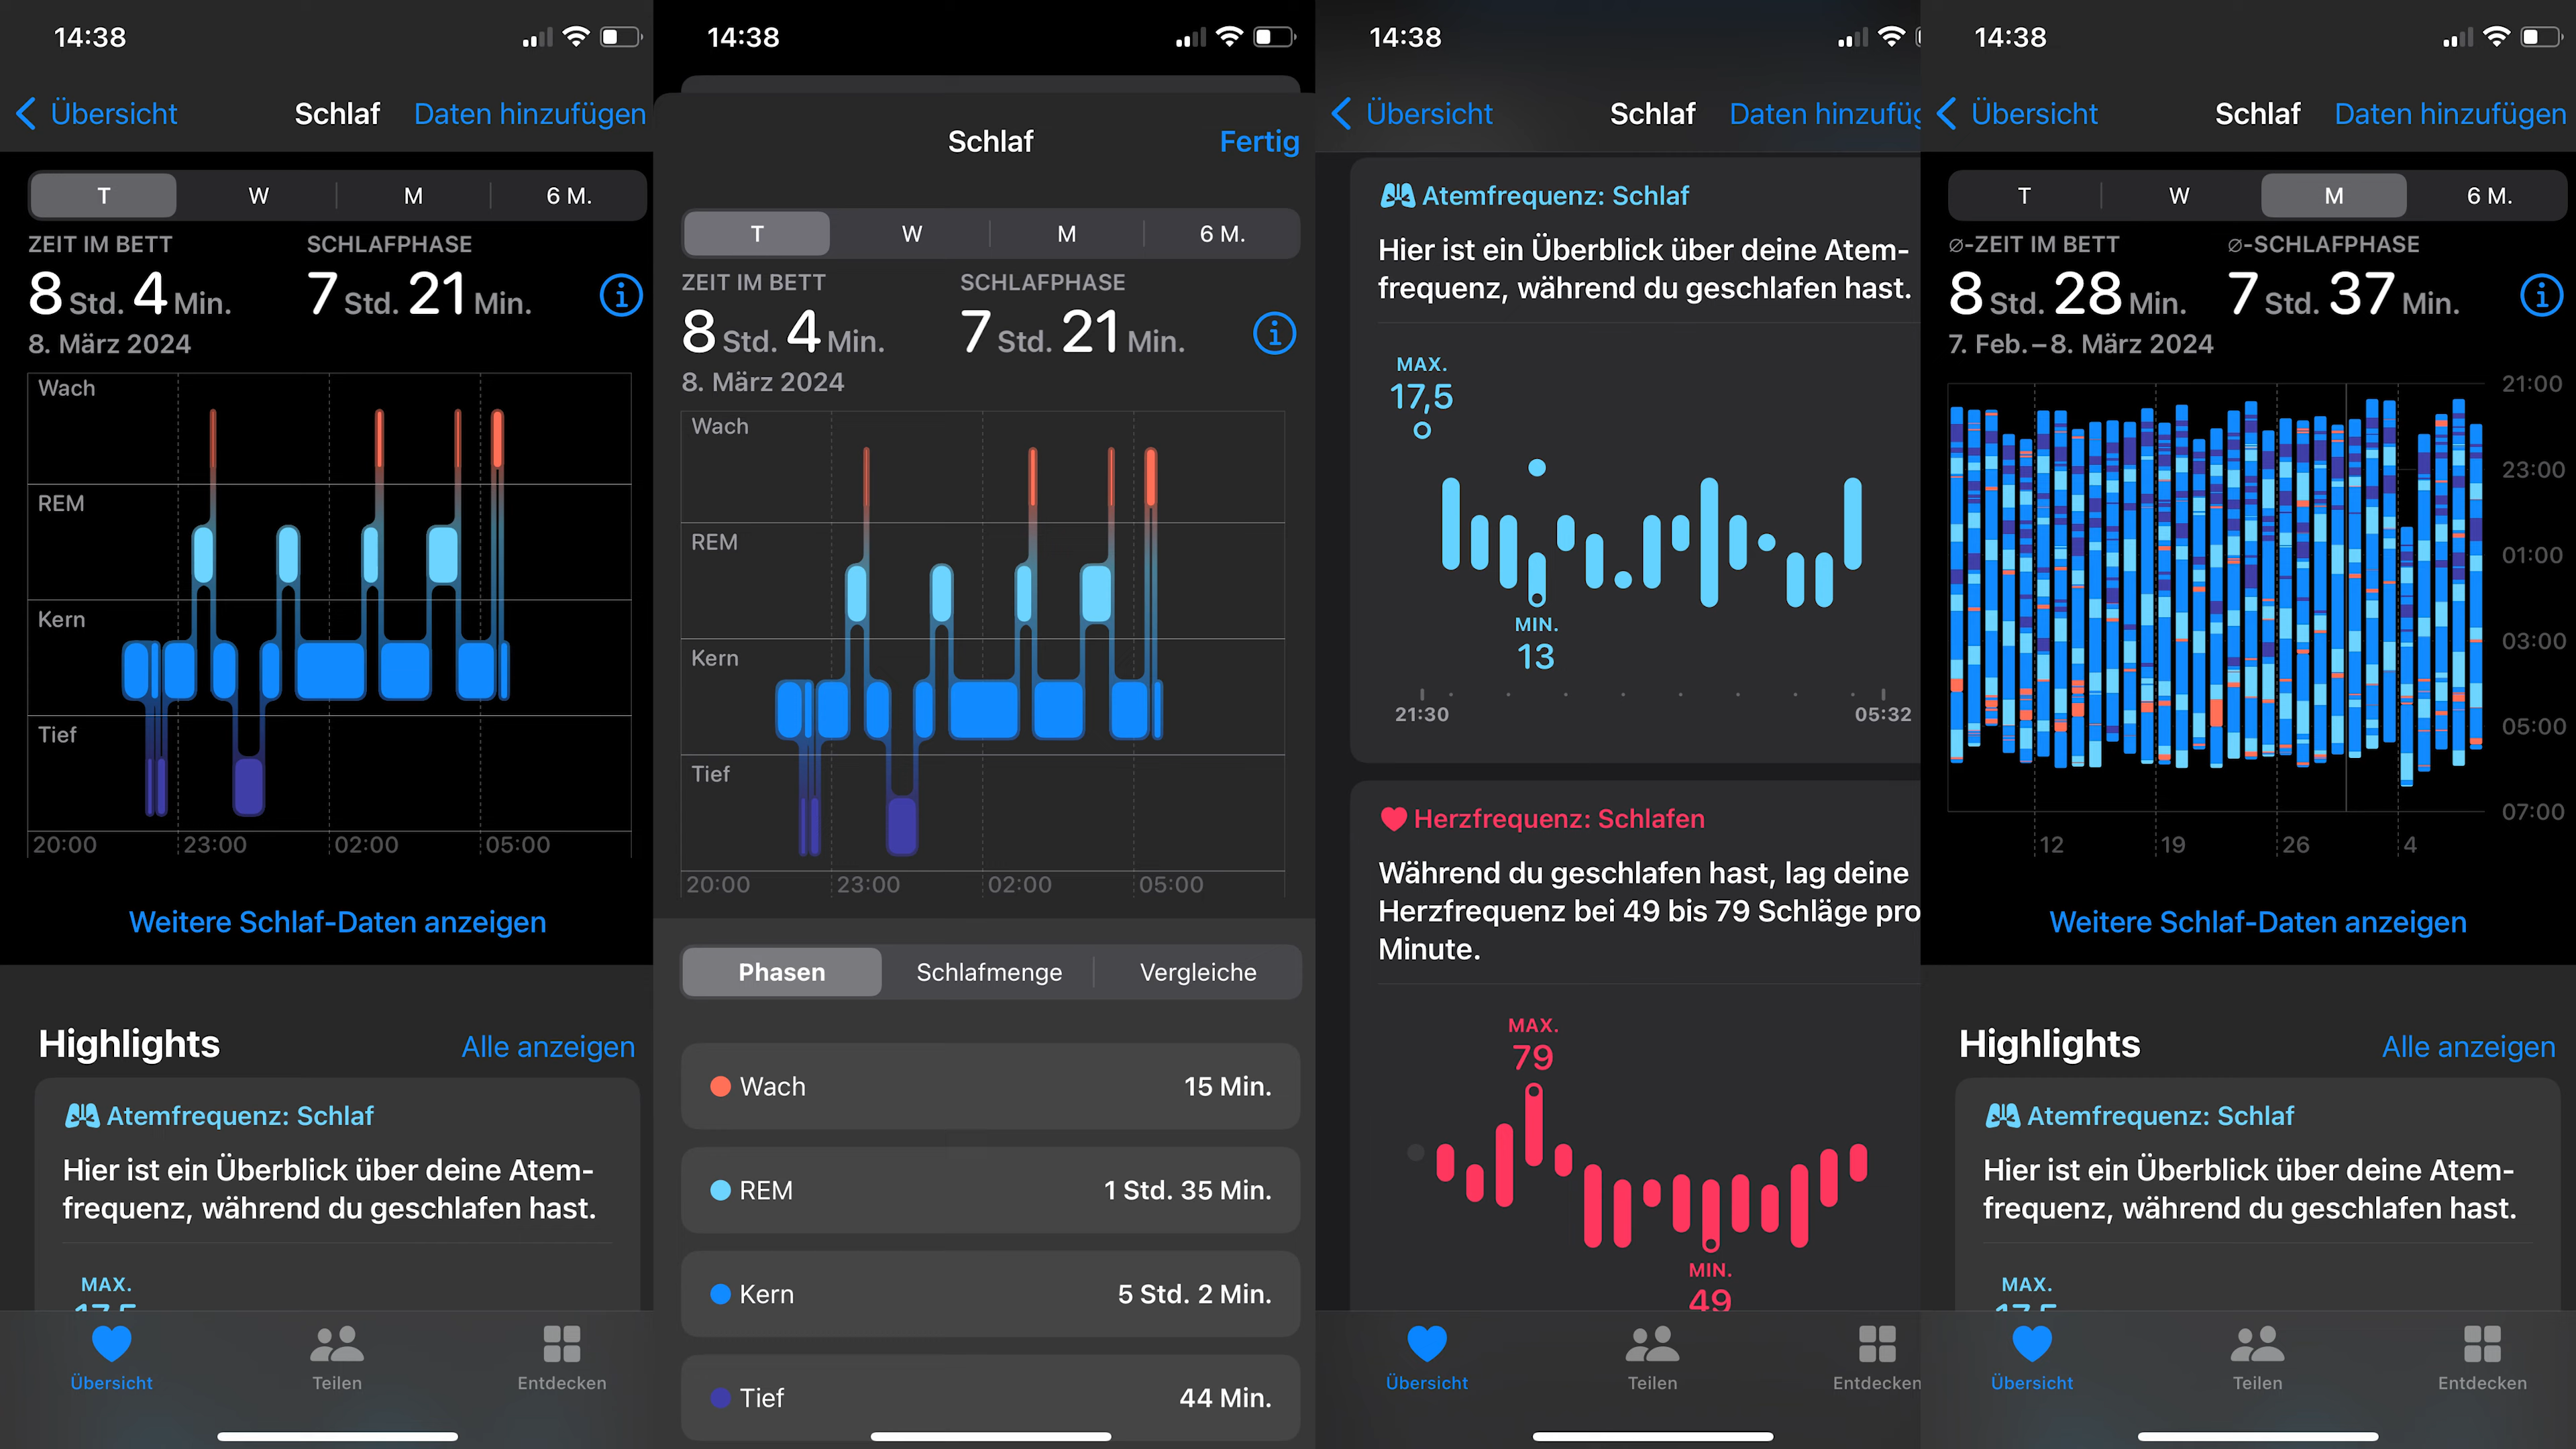 14:38
Übersicht
Schlaf
Daten hinzufügen
T
W
M
6 M.
ZEIT IM BETT
SCHLAFPHASE
8 Std. 4 Min.
7 Std. 21 Min.
8. März 2024
Wach
REM
Kern
Tief
20:00
23:00
02:00
05:00
Weitere Schlaf-Daten anzeigen
Highlights
Alle anzeigen
Atemfrequenz: Schlaf
Hier ist ein Überblick über deine Atem-
frequenz, während du geschlafen hast.
MAX.
Übersicht
Teilen
Entdecken
14:38
Schlaf
Fertig
T
W
M
6 M.
ZEIT IM BETT
SCHLAFPHASE
8 Std. 4 Min.
7 Std. 21 Min.
8. März 2024
Wach
REM
Kern
Tief
20:00
23:00
02:00
05:00
Phasen
Schlafmenge
Vergleiche
Wach
15 Min.
REM
1 Std. 35 Min.
Kern
5 Std. 2 Min.
Tief
44 Min.
14:38
Übersicht
Schlaf
Daten hinzufüg
Atemfrequenz: Schlaf
Hier ist ein Überblick über deine Atem-
frequenz, während du geschlafen hast.
MAX.
17,5
MIN.
13
21:30
05:32
Herzfrequenz: Schlafen
Während du geschlafen hast, lag deine
Herzfrequenz bei 49 bis 79 Schläge pro
Minute.
MAX.
79
MIN.
49
Übersicht
Teilen
Entdecken
14:38
Übersicht
Schlaf
Daten hinzufügen
T
W
M
6 M.
⌀-ZEIT IM BETT
⌀-SCHLAFPHASE
8 Std. 28 Min.
7 Std. 37 Min.
7. Feb.–8. März 2024
21:00
23:00
01:00
03:00
05:00
07:00
12
19
26
4
Weitere Schlaf-Daten anzeigen
Highlights
Alle anzeigen
Atemfrequenz: Schlaf
Hier ist ein Überblick über deine Atem-
frequenz, während du geschlafen hast.
MAX.
Übersicht
Teilen
Entdecken